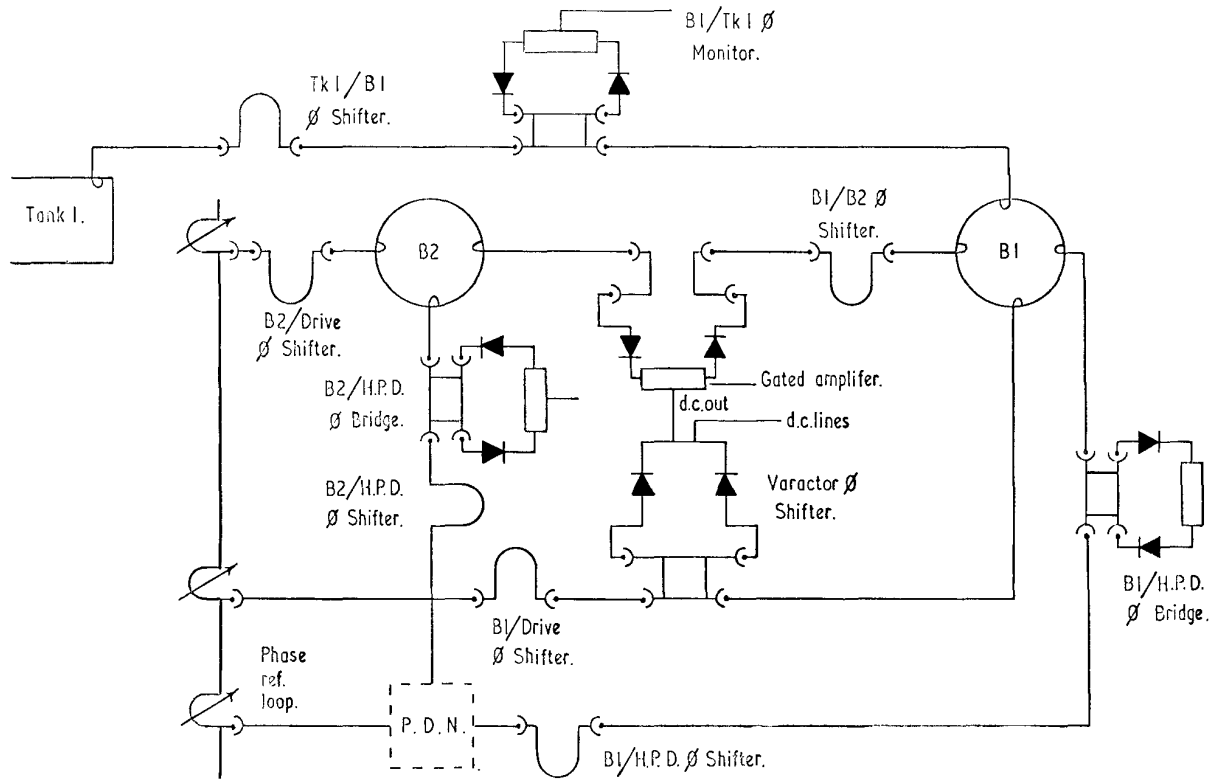 B1/Tk1 Ø
Monitor.
Tk1/B1
Ø Shifter.
Tank 1.
B2
B1/B2 Ø
Shifter.
B1
B2/Drive
Ø Shifter.
B2/H.P.D.
Ø Bridge.
Gated amplifer.
d.c.out
d.c.lines
B2/H.P.D.
Ø Shifter.
Varactor Ø
Shifter.
B1/H.P.D.
Ø Bridge.
B1/Drive
Ø Shifter.
Phase
ref.
loop.
P. D. N.
B1/H.P.D. Ø Shifter.